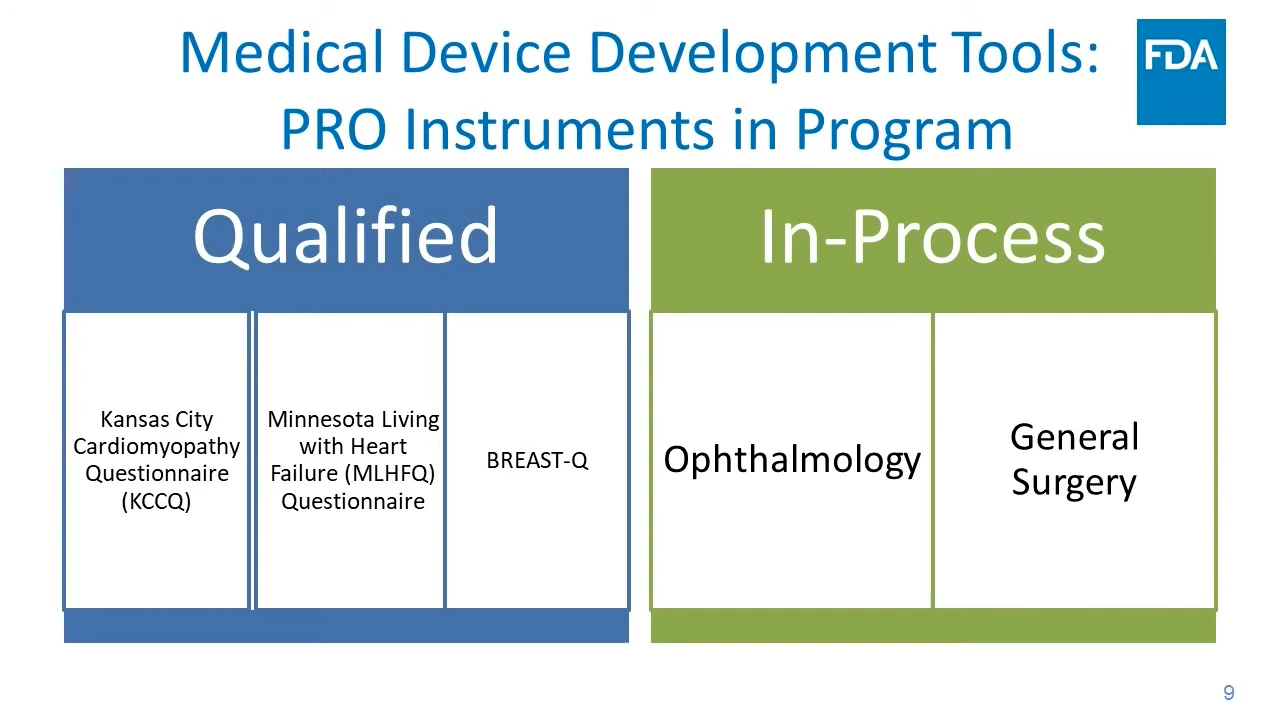 Medical Device Development Tools:
PRO Instruments in Program
FDA
Qualified
Kansas City
Cardiomyopathy
Questionnaire
(KCCQ)
Minnesota Living
with Heart
Failure (MLHFQ)
Questionnaire
BREAST-Q
In-Process
Ophthalmology
General
Surgery
9